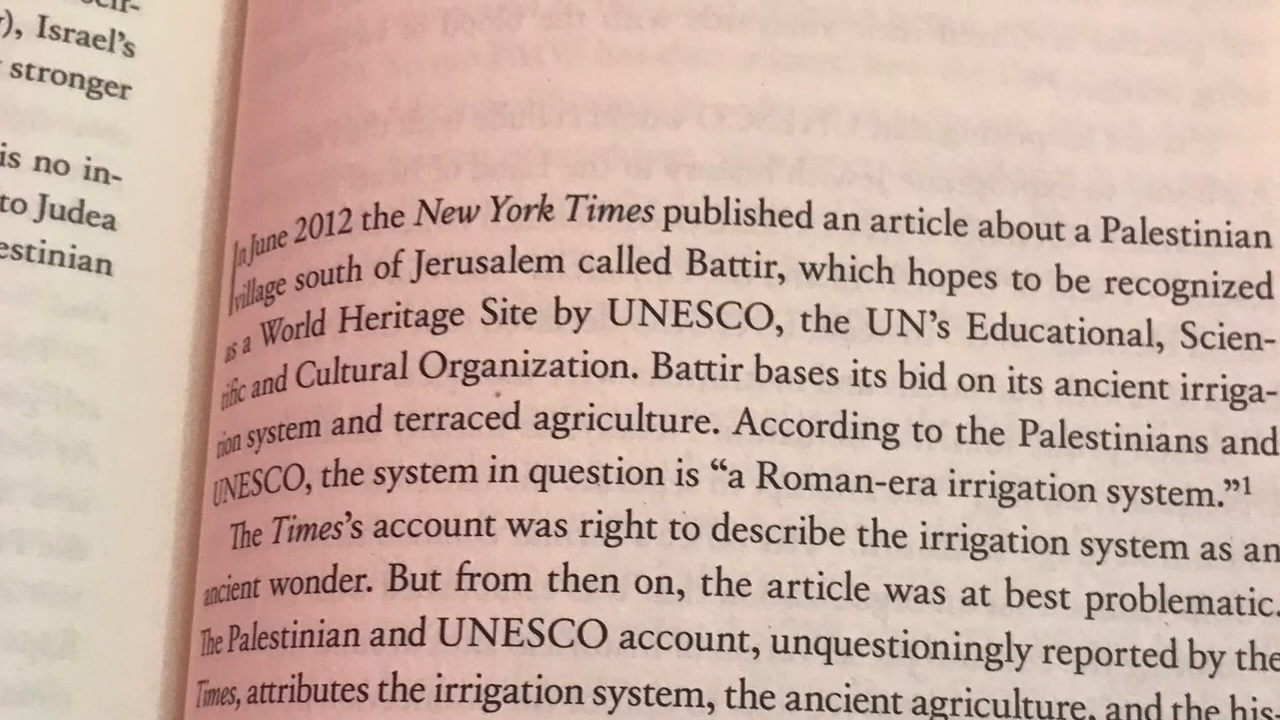 ), Israel's
stronger
is no in-
to Judea
estinian
In June 2012 the New York Times published an article about a Palestinian
village south of Jerusalem called Battir, which hopes to be recognized
as a World Heritage Site by UNESCO, the UN's Educational, Scien-
tific and Cultural Organization. Battir bases its bid on its ancient irriga-
tion system and terraced agriculture. According to the Palestinians and
UNESCO, the system in question is “a Roman-era irrigation system.”1
The Times's account was right to describe the irrigation system as an
ancient wonder. But from then on, the article was at best problematic.
The Palestinian and UNESCO account, unquestioningly reported by the
Times, attributes the irrigation system, the ancient agriculture, and the his-